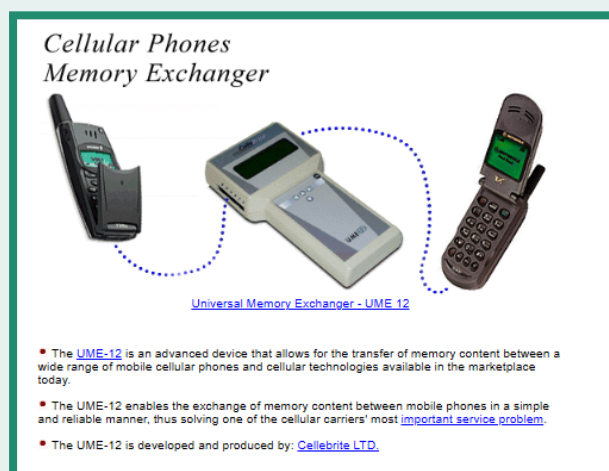 Cellular Phones
Memory Exchanger
Universal Memory Exchanger - UME 12
The UME-12 is an advanced device that allows for the transfer of memory content between a
wide range of mobile cellular phones and cellular technologies available in the marketplace
today.
The UME-12 enables the exchange of memory content between mobile phones in a simple
and reliable manner, thus solving one of the cellular carriers' most important service problem.
The UME-12 is developed and produced by: Cellebrite LTD.